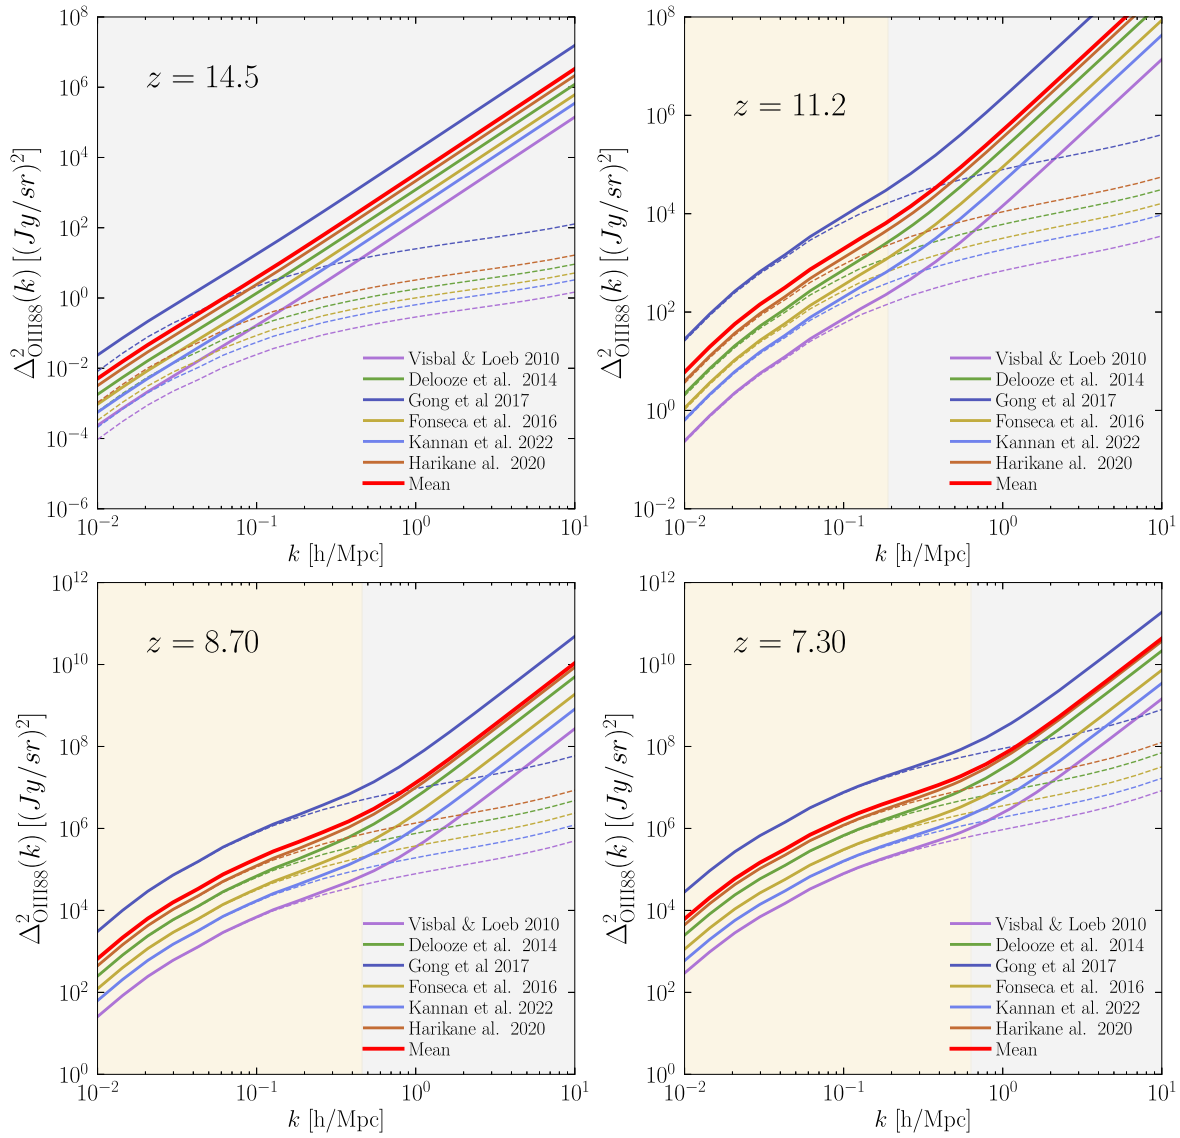 z = 14.5
10^8
10^6
10^4
10^2
10^0
10^−2
10^−4
10^−6
Δ^2_OIII88(k) [(Jy/sr)^2]
Visbal & Loeb 2010
Delooze et al. 2014
Gong et al 2017
Fonseca et al. 2016
Kannan et al. 2022
Harikane al. 2020
Mean
10^−2 10^−1 10^0 10^1
k [h/Mpc]
z = 11.2
10^8
10^6
10^4
10^2
10^0
10^−2
Δ^2_OIII88(k) [(Jy/sr)^2]
Visbal & Loeb 2010
Delooze et al. 2014
Gong et al 2017
Fonseca et al. 2016
Kannan et al. 2022
Harikane al. 2020
Mean
10^−2 10^−1 10^0 10^1
k [h/Mpc]
z = 8.70
10^12
10^10
10^8
10^6
10^4
10^2
10^0
Δ^2_OIII88(k) [(Jy/sr)^2]
Visbal & Loeb 2010
Delooze et al. 2014
Gong et al 2017
Fonseca et al. 2016
Kannan et al. 2022
Harikane al. 2020
Mean
10^−2 10^−1 10^0 10^1
k [h/Mpc]
z = 7.30
10^12
10^10
10^8
10^6
10^4
10^2
10^0
Δ^2_OIII88(k) [(Jy/sr)^2]
Visbal & Loeb 2010
Delooze et al. 2014
Gong et al 2017
Fonseca et al. 2016
Kannan et al. 2022
Harikane al. 2020
Mean
10^−2 10^−1 10^0 10^1
k [h/Mpc]